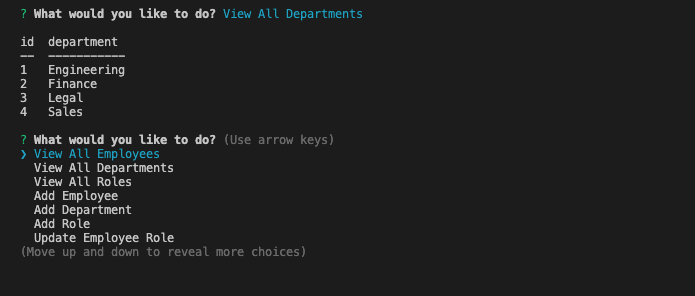 ? What would you like to do? View All Departments
id  department
--  -----------
1   Engineering
2   Finance
3   Legal
4   Sales
? What would you like to do? (Use arrow keys)
❯ View All Employees
  View All Departments
  View All Roles
  Add Employee
  Add Department
  Add Role
  Update Employee Role
(Move up and down to reveal more choices)